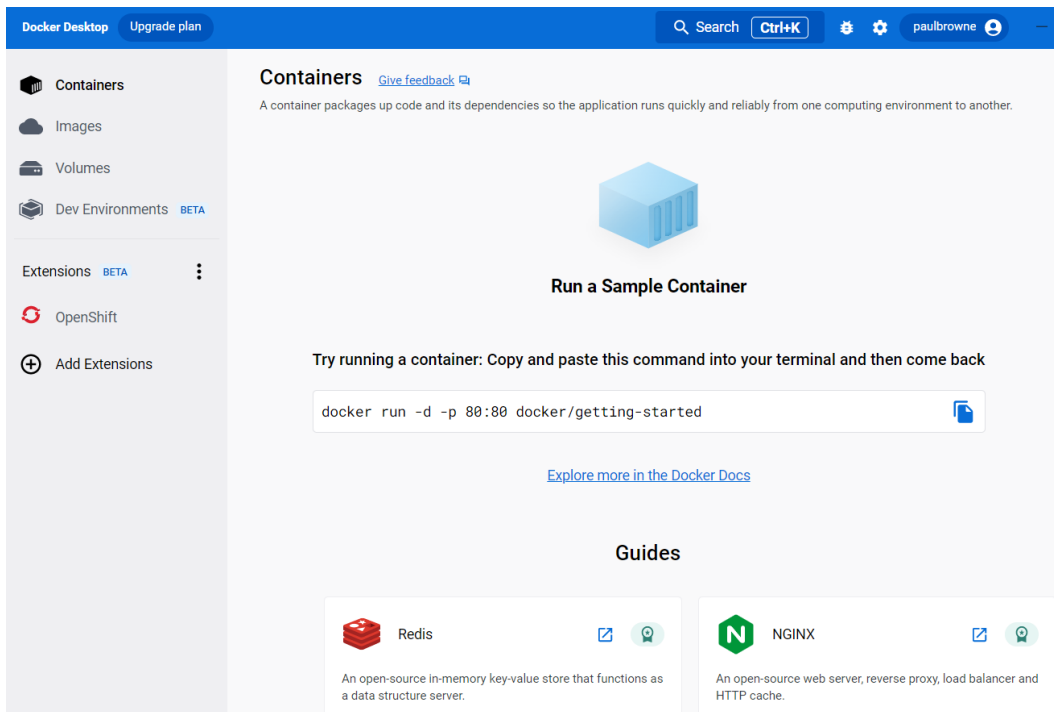 Docker Desktop
Upgrade plan
Search
Ctrl+K
paulbrowne
Containers
Images
Volumes
Dev Environments BETA
Extensions BETA
OpenShift
Add Extensions
Containers Give feedback
A container packages up code and its dependencies so the application runs quickly and reliably from one computing environment to another.
Run a Sample Container
Try running a container: Copy and paste this command into your terminal and then come back
docker run -d -p 80:80 docker/getting-started
Explore more in the Docker Docs
Guides
Redis
An open-source in-memory key-value store that functions as
a data structure server.
N
NGINX
An open-source web server, reverse proxy, load balancer and
HTTP cache.